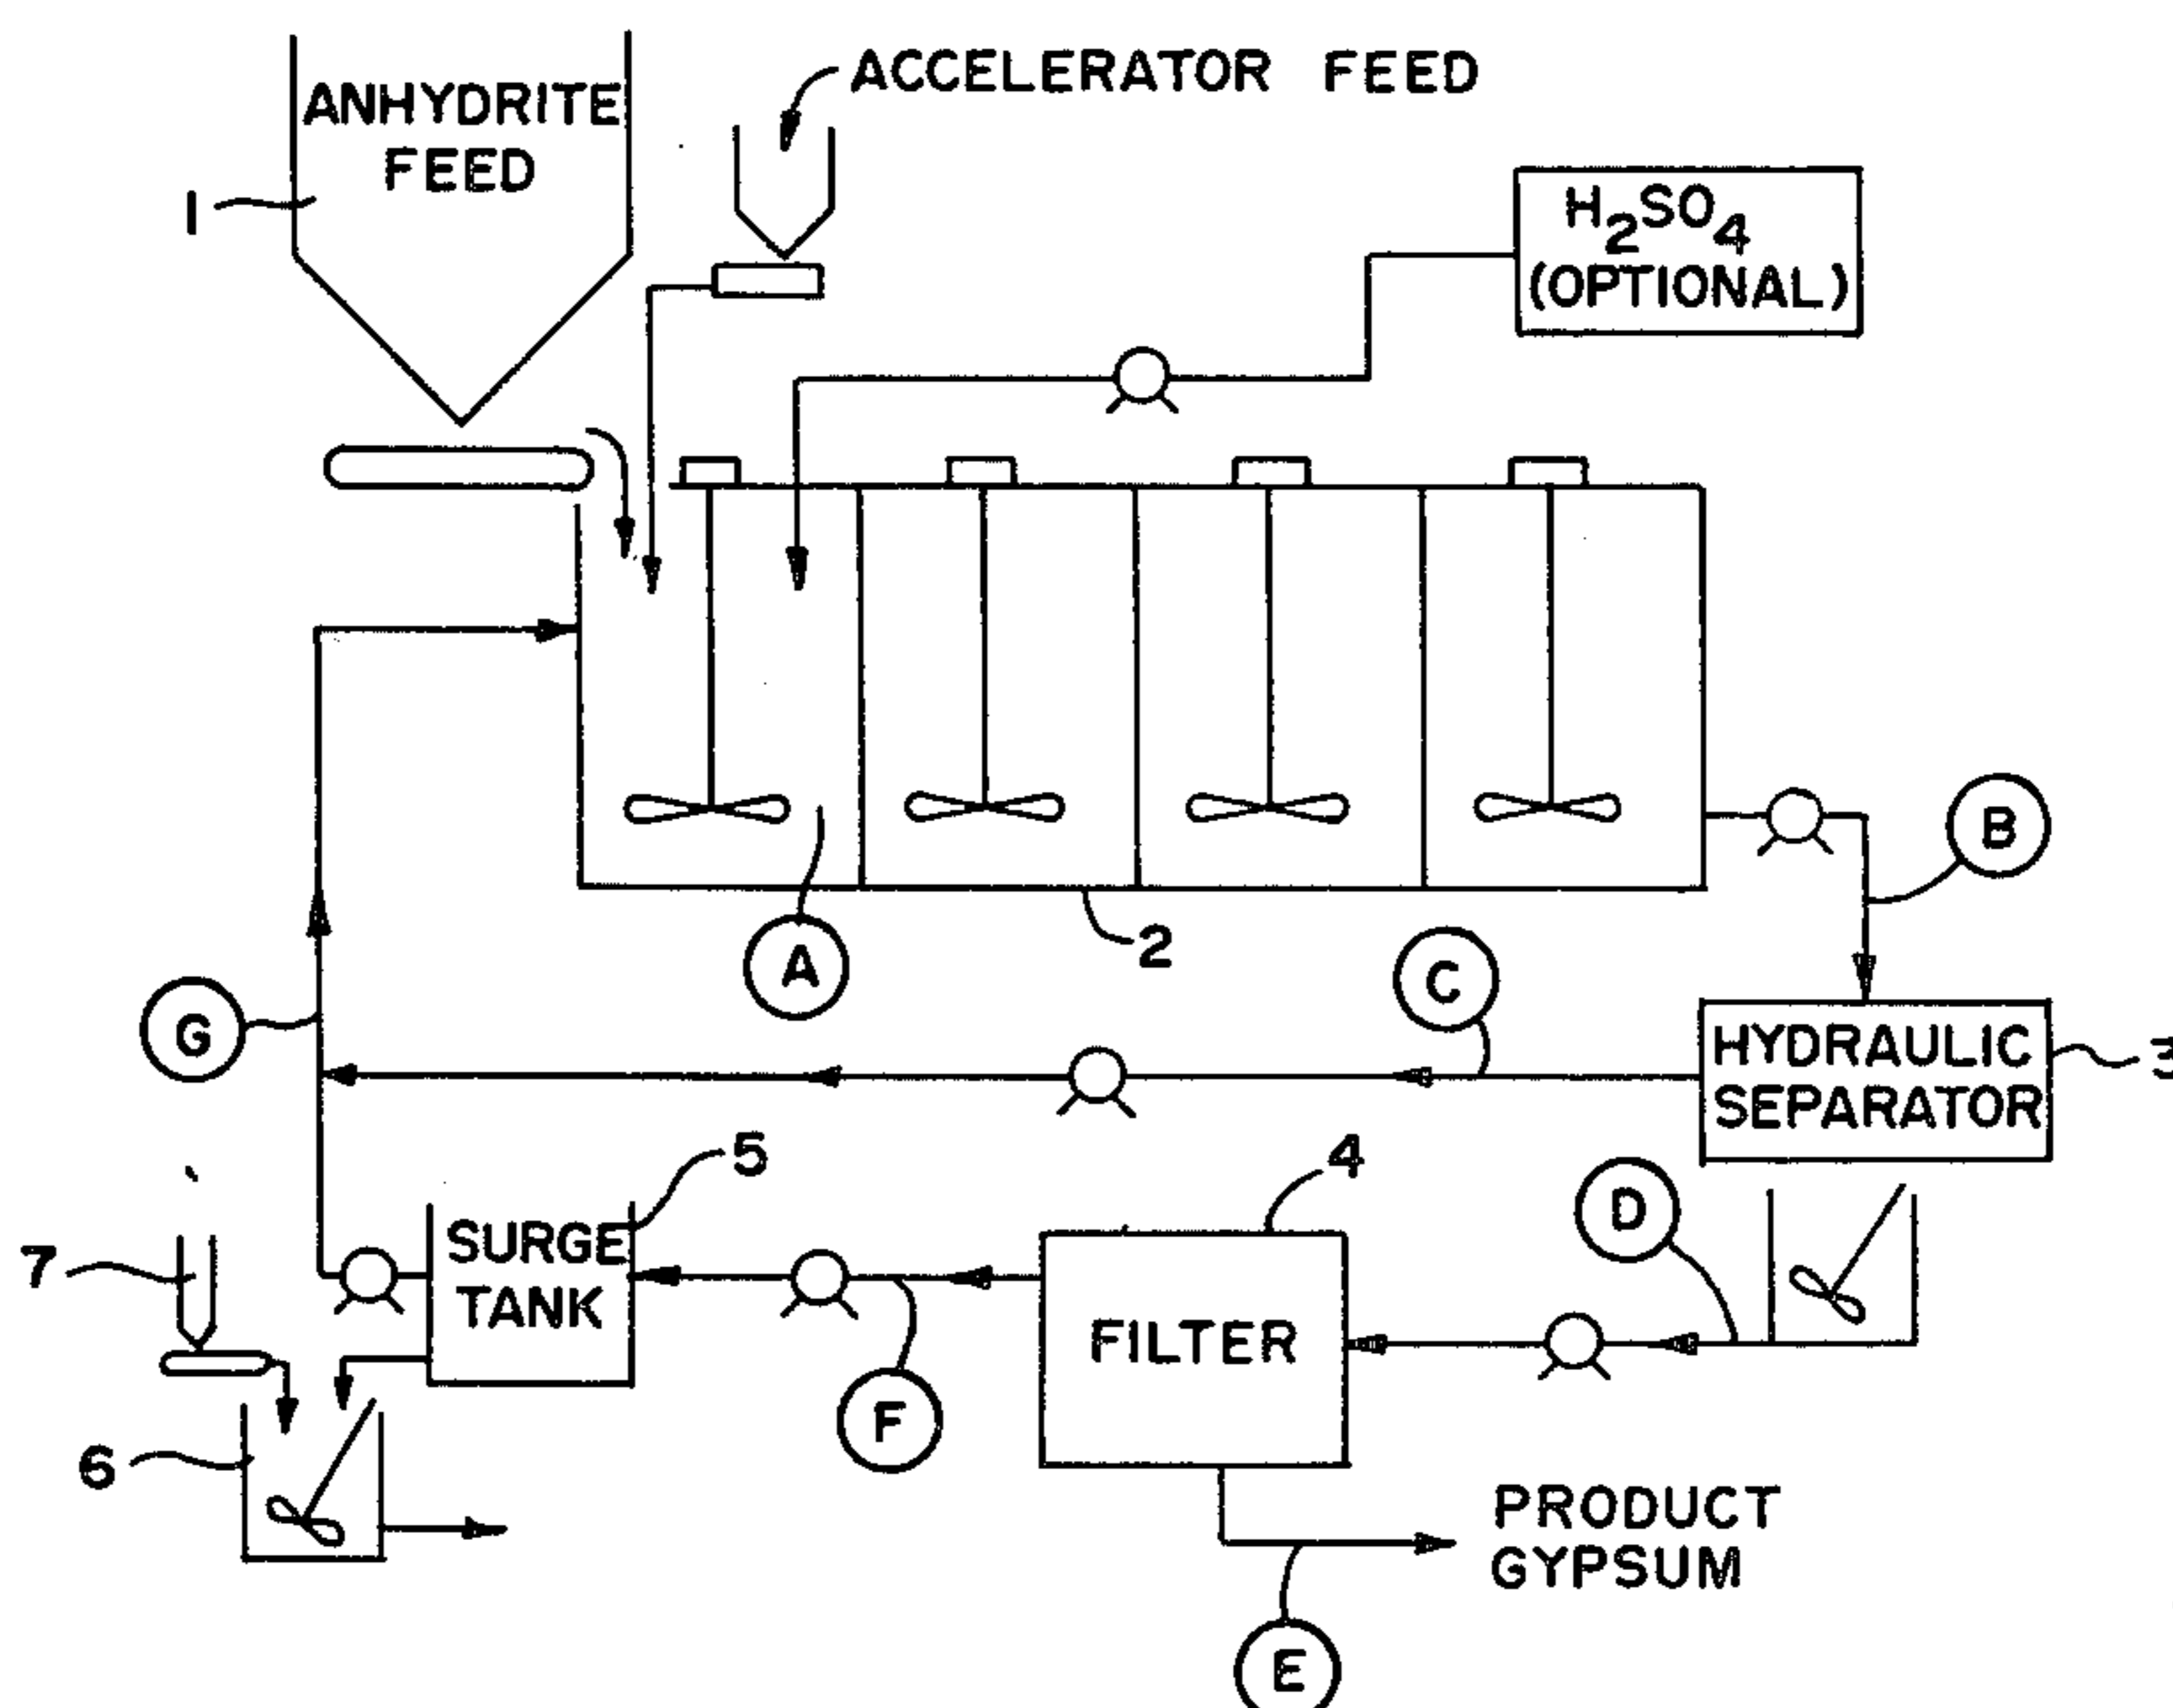 ANHYDRITE
FEED
ACCELERATOR FEED
1
H2SO4
(OPTIONAL)
B
A
2
C
G
HYDRAULIC
SEPARATOR
3
5
4
D
SURGE
TANK
7
FILTER
F
6
PRODUCT
GYPSUM
E